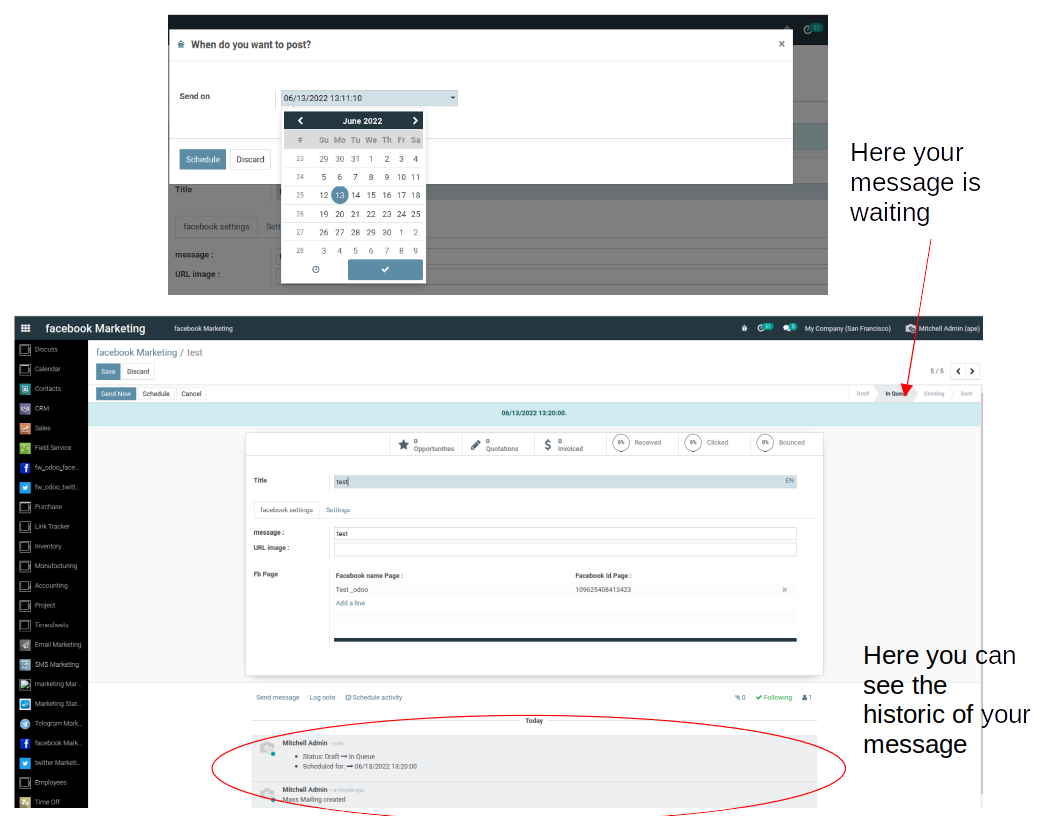 31
When do you want to post?
×
Send on
06/13/2022 13:11:10
June 2022
# Su Mo Tu We Th Fr Sa
23 29 30 31 1 2 3 4
24 5 6 7 8 9 10 11
25 12 13 14 15 16 17 18
26 19 20 21 22 23 24 25
27 26 27 28 29 30 1 2
28 3 4 5 6 7 8 9
Schedule Discard
Title
facebook settings Sett
message :
URL image :
Here your
message is
waiting
facebook Marketing facebook Marketing 31 My Company (San Francisco) Mitchell Admin (ape)
Discuss
Calendar
Contacts
CRM
Sales
Field Service
fw_odoo_face...
fw_odoo_twitt...
Purchase
Link Tracker
Inventory
Manufacturing
Accounting
Project
Timesheets
Email Marketing
SMS Marketing
marketing Mar...
Marketing Stat...
Telegram Mark...
facebook Mark...
twitter Marketi...
Employees
Time Off
facebook Marketing / test
Save Discard 5 / 5
Send Now Schedule Cancel Draft In Queue Sending Sent
06/13/2022 13:20:00.
0 Opportunities 0 Quotations 0 Invoiced 0% Received 0% Clicked 0% Bounced
Title test EN
facebook settings Settings
message : test
URL image :
Fb Page Facebook name Page : Facebook Id Page :
Test _odoo 109625408413423 ×
Add a line
Send message Log note Schedule activity 0 Following 1
Today
Mitchell Admin - now
Status: Draft → In Queue
Scheduled for: → 06/13/2022 13:20:00
Mitchell Admin - a minute ago
Mass Mailing created
Here you can
see the
historic of your
message